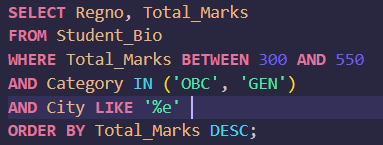 SELECT Regno, Total_Marks
FROM Student_Bio
WHERE Total_Marks BETWEEN 300 AND 550
AND Category IN ('OBC', 'GEN')
AND City LIKE '%e'
ORDER BY Total_Marks DESC;